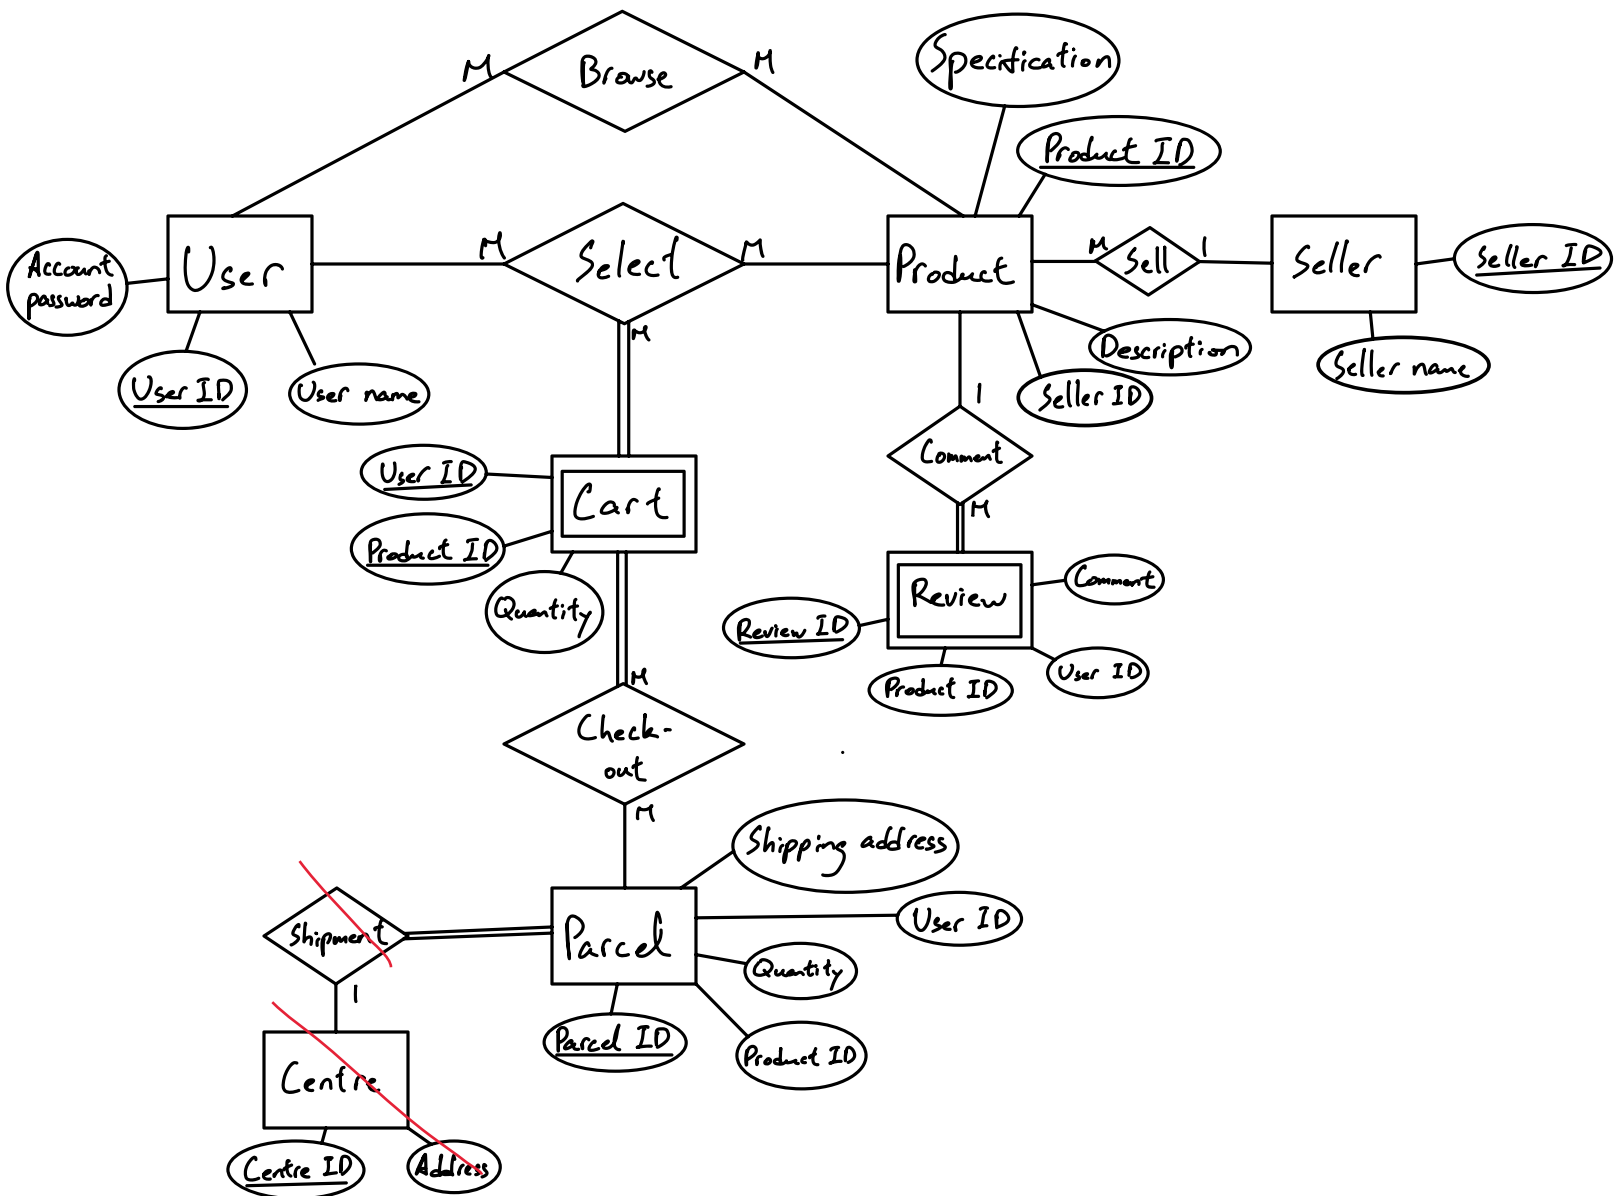 M
Browse
M
Specification
Product ID
Account
password
User
M
Select
M
Product
M
Sell
1
Seller
Seller ID
User ID
User name
M
Description
Seller ID
Seller name
1
Comment
M
User ID
Cart
Product ID
Quantity
Review
Comment
Review ID
Product ID
User ID
M
Check-
out
M
Shipping address
Shipment
Parcel
User ID
Quantity
1
Parcel ID
Product ID
Centre
Centre ID
Address